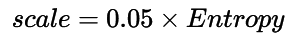 scale = 0.05 × Entropy